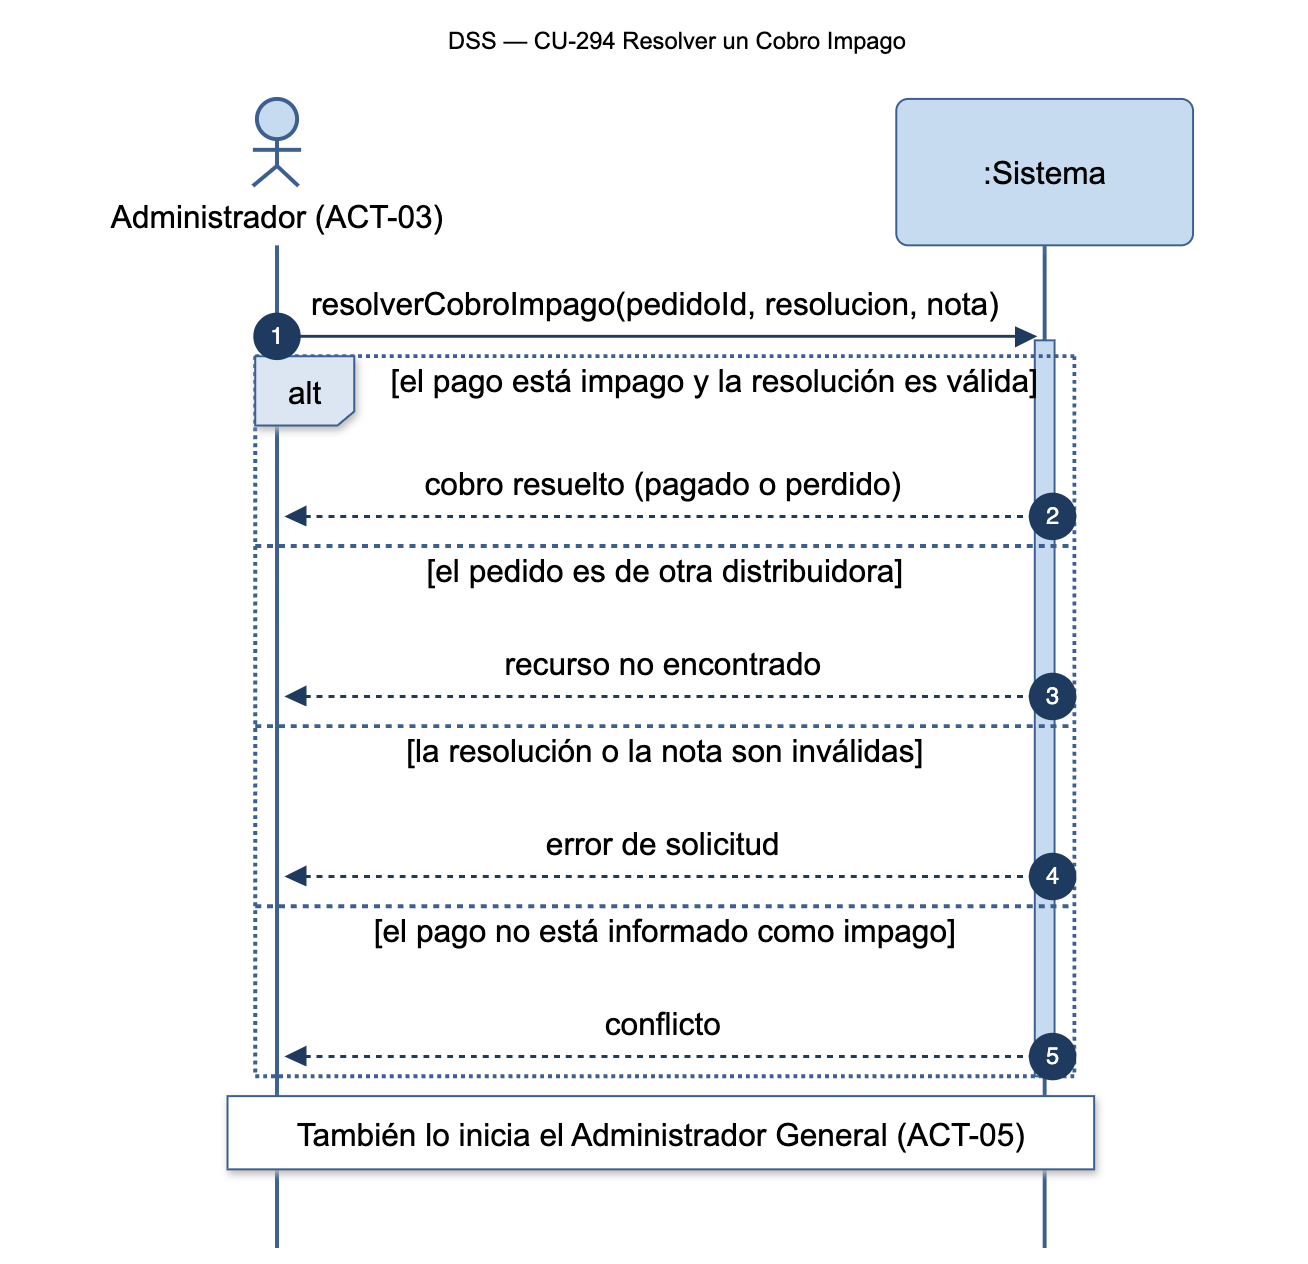 DSS — CU-294 Resolver un Cobro Impago
Administrador (ACT-03)
:Sistema
resolverCobroImpago(pedidoId, resolucion, nota)
1
alt
[el pago está impago y la resolución es válida]
cobro resuelto (pagado o perdido)
2
[el pedido es de otra distribuidora]
recurso no encontrado
3
[la resolución o la nota son inválidas]
error de solicitud
4
[el pago no está informado como impago]
conflicto
5
También lo inicia el Administrador General (ACT-05)